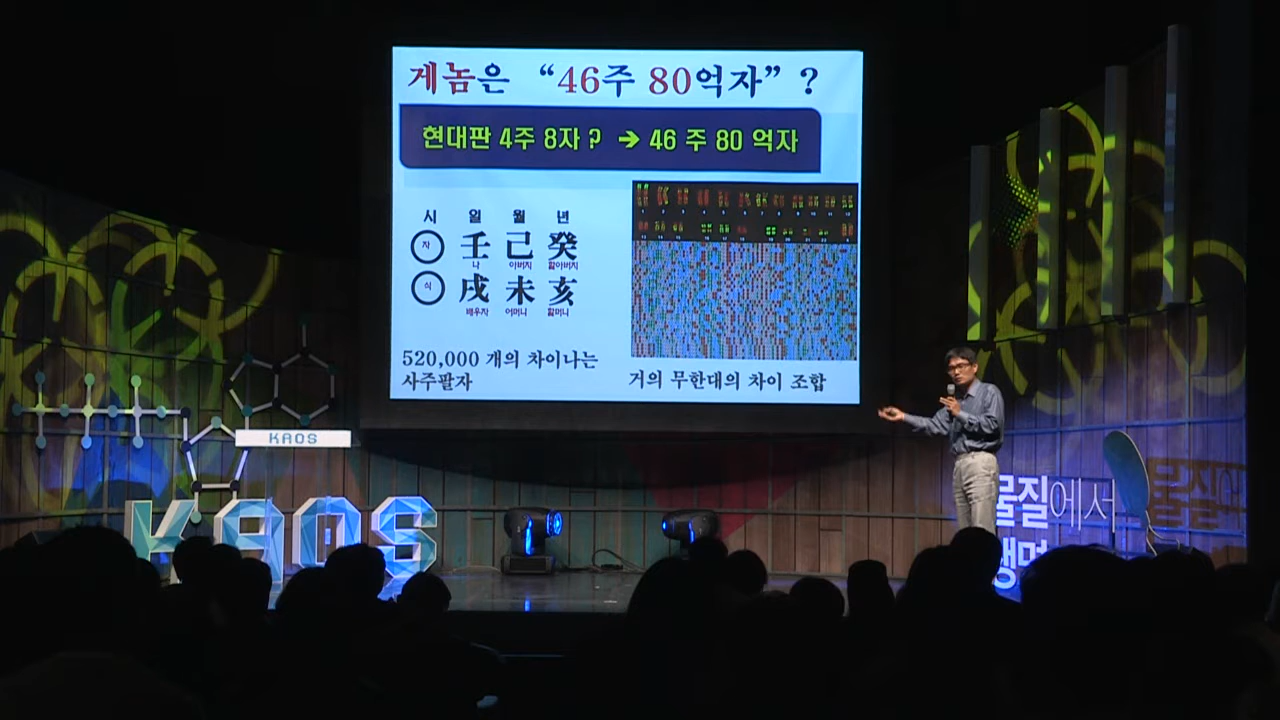 게놈은 “46주 80억자” ?
현대판 4주 8자 ? ➔ 46 주 80 억자
시 일 월 년
자 壬 己 癸
나 아버지 할아버지
식 戌 未 亥
배우자 어머니 할머니
520,000 개의 차이나는
사주팔자
거의 무한대의 차이 조합
KAOS
KAOS
물질에서
생명
물질에